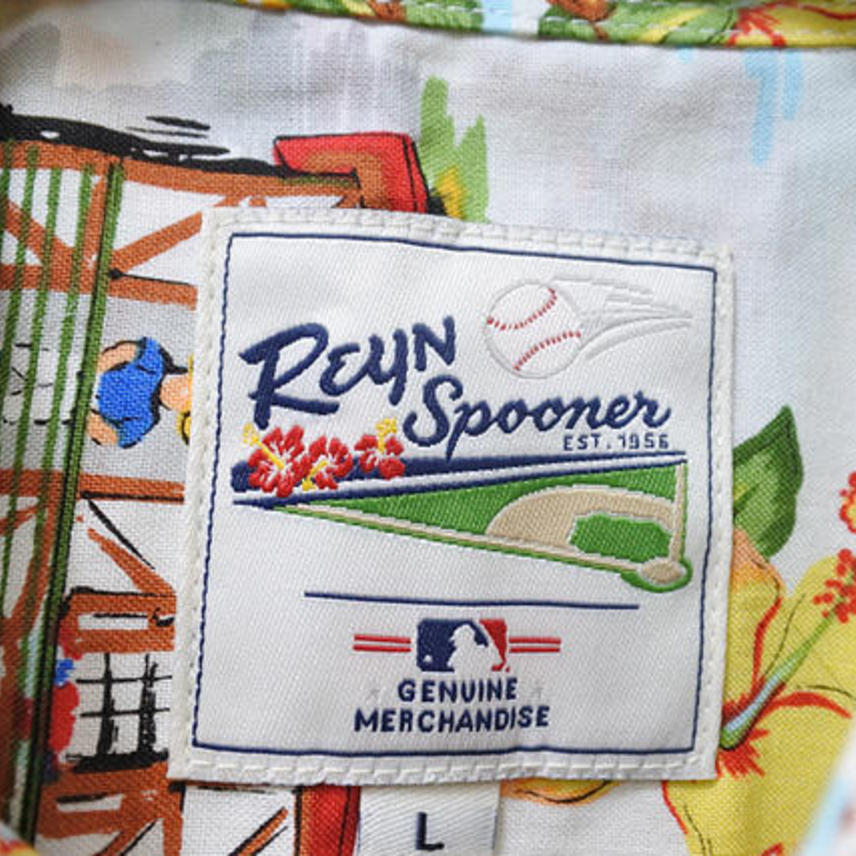 REYN
Spooner
EST. 1956
GENUINE
MERCHANDISE
L